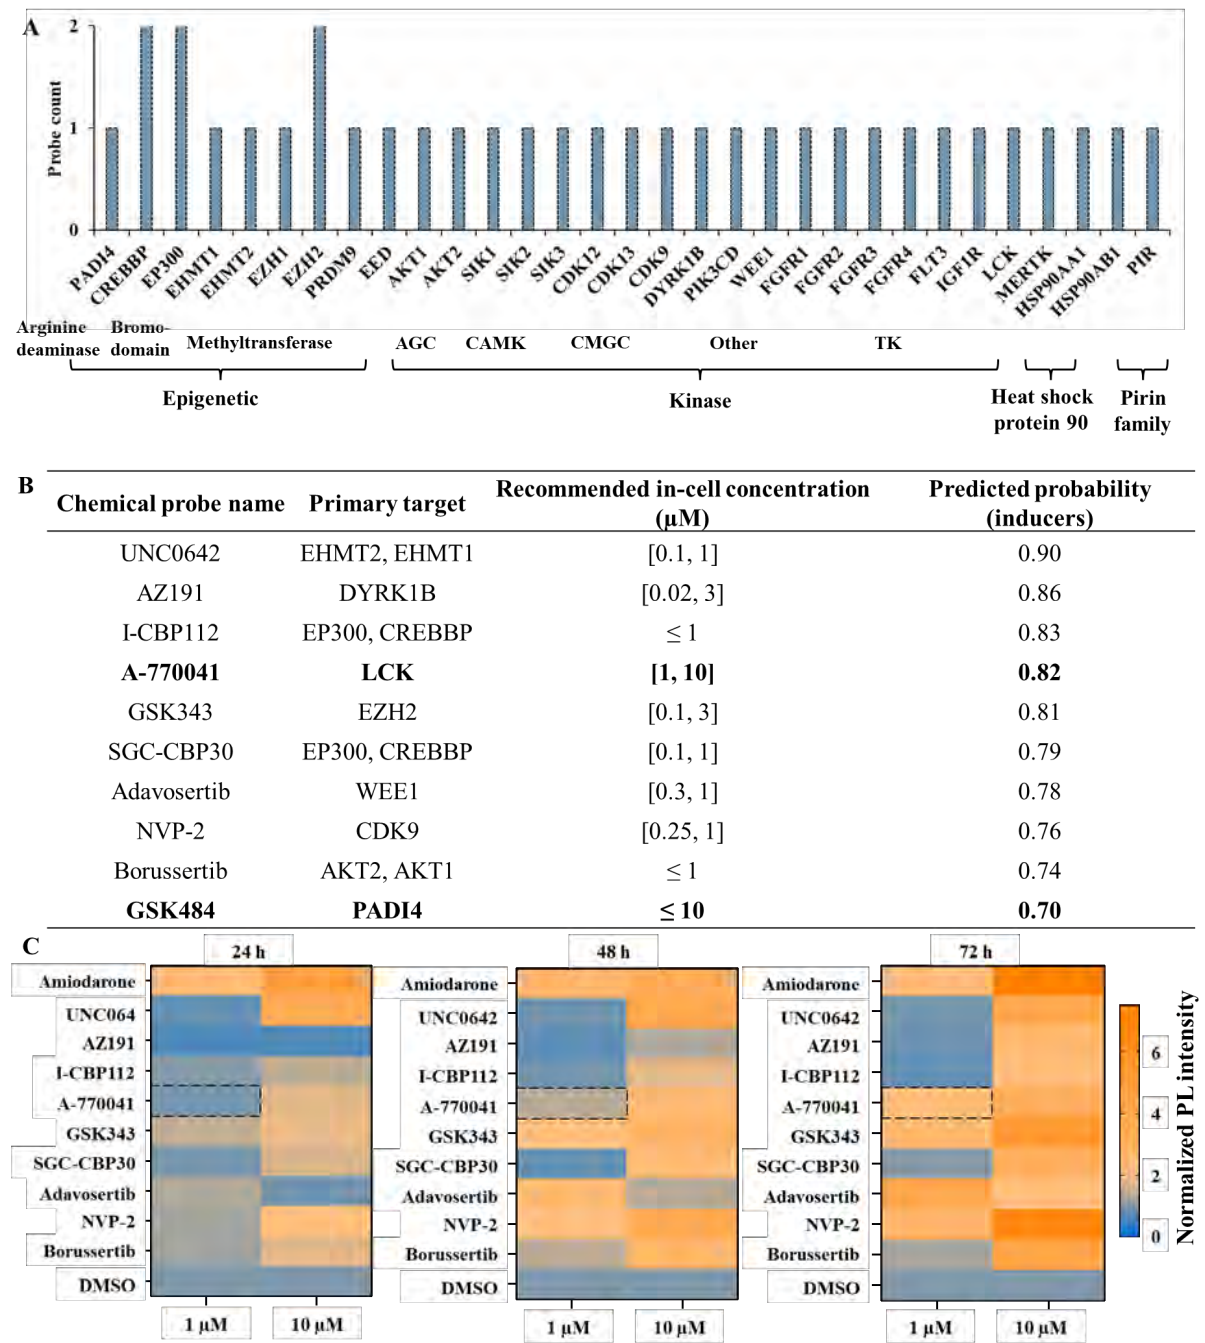 A
2
1
0
Probe count
PADI4
CREBBP
EP300
EHMT1
EHMT2
EZH1
EZH2
PRDM9
EED
AKT1
AKT2
SIK1
SIK2
SIK3
CDK12
CDK13
CDK9
DYRK1B
PIK3CD
WEE1
FGFR1
FGFR2
FGFR3
FGFR4
FLT3
IGF1R
LCK
MERTK
HSP90AA1
HSP90AB1
PIR
Arginine deaminase
Bromo-domain
Methyltransferase
AGC
CAMK
CMGC
Other
TK
Epigenetic
Kinase
Heat shock protein 90
Pirin family
B
Chemical probe name Primary target Recommended in-cell concentration (µM) Predicted probability (inducers)
UNC0642 EHMT2, EHMT1 [0.1, 1] 0.90
AZ191 DYRK1B [0.02, 3] 0.86
I-CBP112 EP300, CREBBP ≤ 1 0.83
A-770041 LCK [1, 10] 0.82
GSK343 EZH2 [0.1, 3] 0.81
SGC-CBP30 EP300, CREBBP [0.1, 1] 0.79
Adavosertib WEE1 [0.3, 1] 0.78
NVP-2 CDK9 [0.25, 1] 0.76
Borussertib AKT2, AKT1 ≤ 1 0.74
GSK484 PADI4 ≤ 10 0.70
C
24 h
Amiodarone
UNC064
AZ191
I-CBP112
A-770041
GSK343
SGC-CBP30
Adavosertib
NVP-2
Borussertib
DMSO
1 µM
10 µM
48 h
Amiodarone
UNC0642
AZ191
I-CBP112
A-770041
GSK343
SGC-CBP30
Adavosertib
NVP-2
Borussertib
DMSO
1 µM
10 µM
72 h
Amiodarone
UNC0642
AZ191
I-CBP112
A-770041
GSK343
SGC-CBP30
Adavosertib
NVP-2
Borussertib
DMSO
1 µM
10 µM
6
4
2
0
Normalized PL intensity